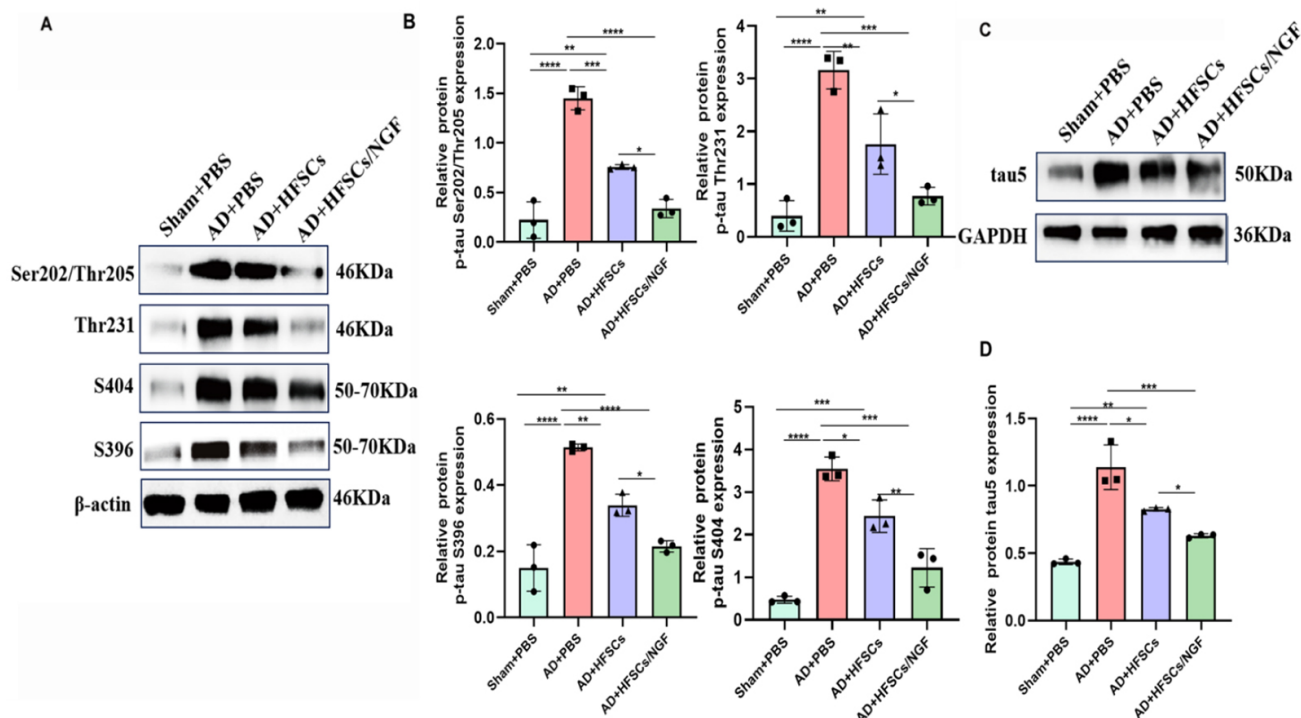 A
Sham+PBS
AD+PBS
AD+HFSCs
AD+HFSCs/NGF
Ser202/Thr205
46KDa
Thr231
46KDa
S404
50-70KDa
S396
50-70KDa
β-actin
46KDa
B
Relative protein
p-tau Ser202/Thr205 expression
2.0
1.5
1.0
0.5
0.0
****
**
**** ***
*
Sham+PBS
AD+PBS
AD+HFSCs
AD+HFSCs/NGF
Relative protein
p-tau Thr231 expression
4
3
2
1
0
**
***
**** **
*
Sham+PBS
AD+PBS
AD+HFSCs
AD+HFSCs/NGF
Relative protein
p-tau S396 expression
0.6
0.4
0.2
0.0
**
****
**** **
*
Sham+PBS
AD+PBS
AD+HFSCs
AD+HFSCs/NGF
Relative protein
p-tau S404 expression
5
4
3
2
1
0
***
***
**** *
**
Sham+PBS
AD+PBS
AD+HFSCs
AD+HFSCs/NGF
C
Sham+PBS
AD+PBS
AD+HFSCs
AD+HFSCs/NGF
tau5
50KDa
GAPDH
36KDa
D
Relative protein tau5 expression
1.5
1.0
0.5
0.0
***
**
**** *
*
Sham+PBS
AD+PBS
AD+HFSCs
AD+HFSCs/NGF